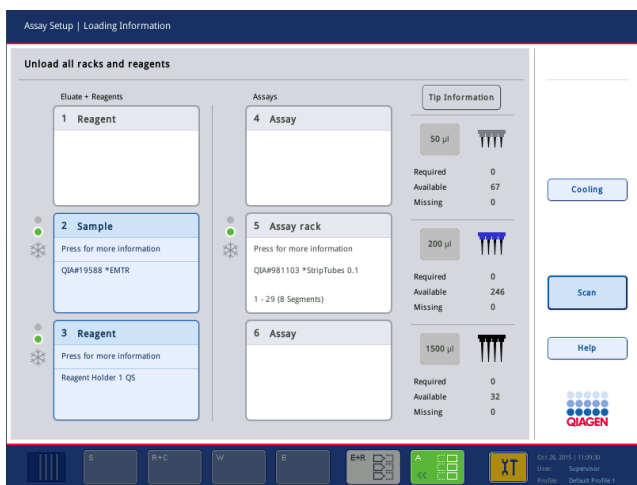 Assay Setup | Loading Information
Unload all racks and reagents
Eluate + Reagents
Assays
Tip Information
1 Reagent
4 Assay
50 µl
Required 0
Available 67
Missing 0
Cooling
2 Sample
Press for more information
QIA#19588 *EMTR
5 Assay rack
Press for more information
QIA#981103 *StripTubes 0.1
1 - 29 (8 Segments)
200 µl
Required 0
Available 246
Missing 0
Scan
3 Reagent
Press for more information
Reagent Holder 1 QS
6 Assay
1500 µl
Required 0
Available 32
Missing 0
Help
QIAGEN
S
R+C
W
E
E+R
A
Oct 26, 2015 | 11:09:30
User: Supervisor
Profile: Default Profile 1